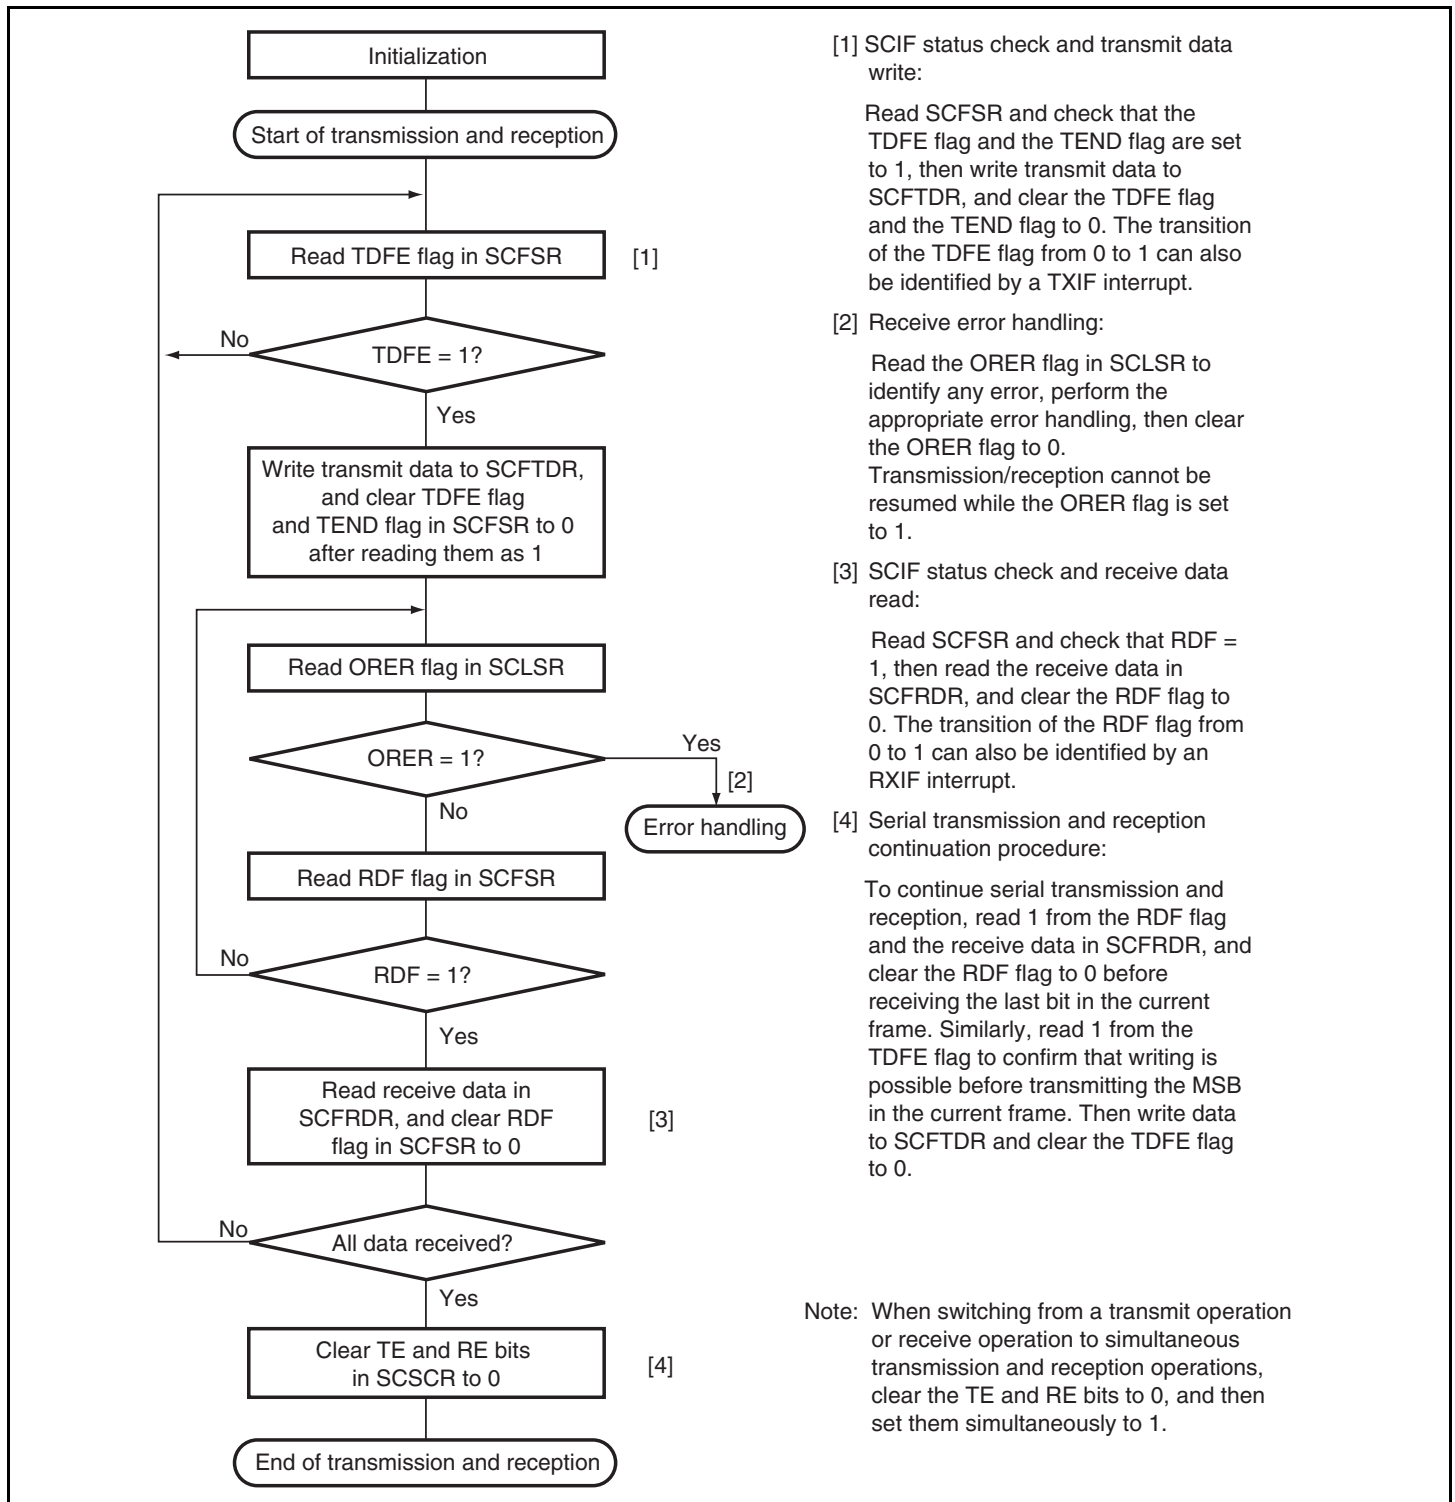 Initialization
Start of transmission and reception
Read TDFE flag in SCFSR
[1]
No
TDFE = 1?
Yes
Write transmit data to SCFTDR,
and clear TDFE flag
and TEND flag in SCFSR to 0
after reading them as 1
Read ORER flag in SCLSR
ORER = 1?
Yes
[2]
No
Error handling
Read RDF flag in SCFSR
No
RDF = 1?
Yes
Read receive data in
SCFRDR, and clear RDF
flag in SCFSR to 0
[3]
No
All data received?
Yes
Clear TE and RE bits
in SCSCR to 0
[4]
End of transmission and reception
[1] SCIF status check and transmit data
write:
Read SCFSR and check that the
TDFE flag and the TEND flag are set
to 1, then write transmit data to
SCFTDR, and clear the TDFE flag
and the TEND flag to 0. The transition
of the TDFE flag from 0 to 1 can also
be identified by a TXIF interrupt.
[2] Receive error handling:
Read the ORER flag in SCLSR to
identify any error, perform the
appropriate error handling, then clear
the ORER flag to 0.
Transmission/reception cannot be
resumed while the ORER flag is set
to 1.
[3] SCIF status check and receive data
read:
Read SCFSR and check that RDF =
1, then read the receive data in
SCFRDR, and clear the RDF flag to
0. The transition of the RDF flag from
0 to 1 can also be identified by an
RXIF interrupt.
[4] Serial transmission and reception
continuation procedure:
To continue serial transmission and
reception, read 1 from the RDF flag
and the receive data in SCFRDR, and
clear the RDF flag to 0 before
receiving the last bit in the current
frame. Similarly, read 1 from the
TDFE flag to confirm that writing is
possible before transmitting the MSB
in the current frame. Then write data
to SCFTDR and clear the TDFE flag
to 0.
Note: When switching from a transmit operation
or receive operation to simultaneous
transmission and reception operations,
clear the TE and RE bits to 0, and then
set them simultaneously to 1.